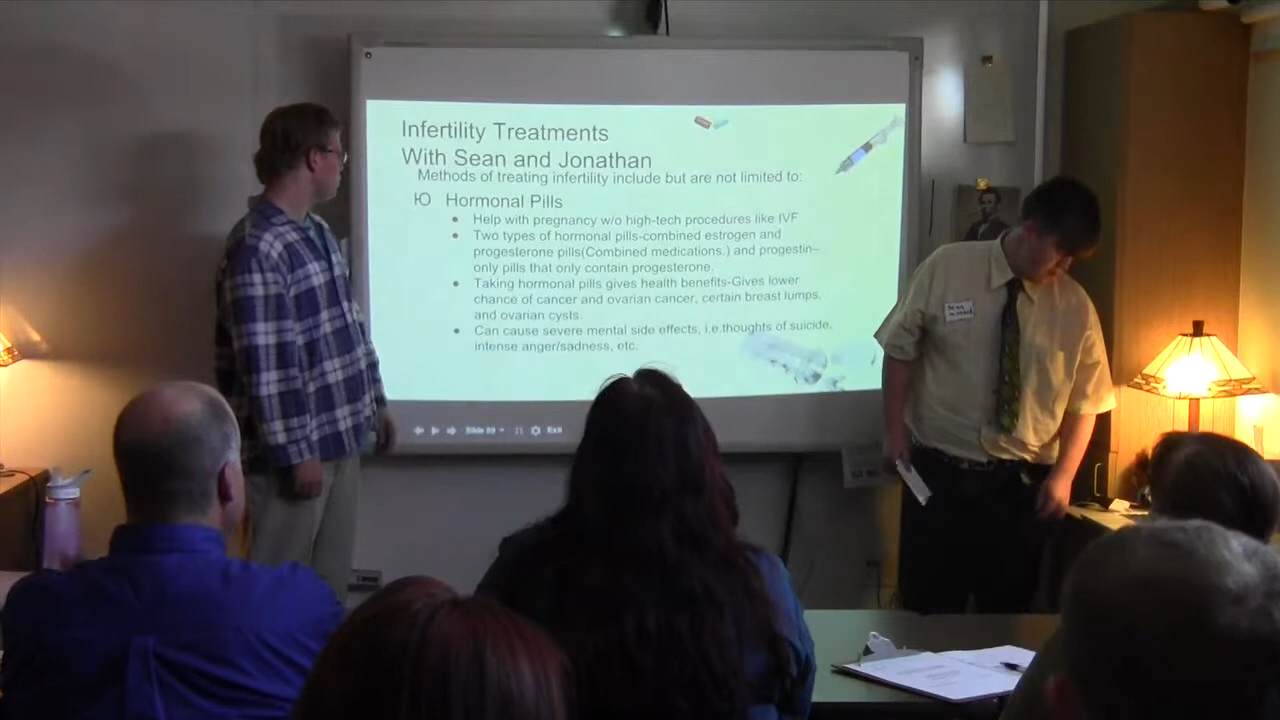 Infertility Treatments
With Sean and Jonathan
Methods of treating infertility include but are not limited to:
Ю Hormonal Pills
• Help with pregnancy w/o high-tech procedures like IVF
• Two types of hormonal pills-combined estrogen and
progesterone pills(Combined medications.) and progestin–
only pills that only contain progesterone.
• Taking hormonal pills gives health benefits-Gives lower
chance of cancer and ovarian cancer, certain breast lumps,
and ovarian cysts.
• Can cause severe mental side effects, i.e.thoughts of suicide,
intense anger/sadness, etc.
Exit